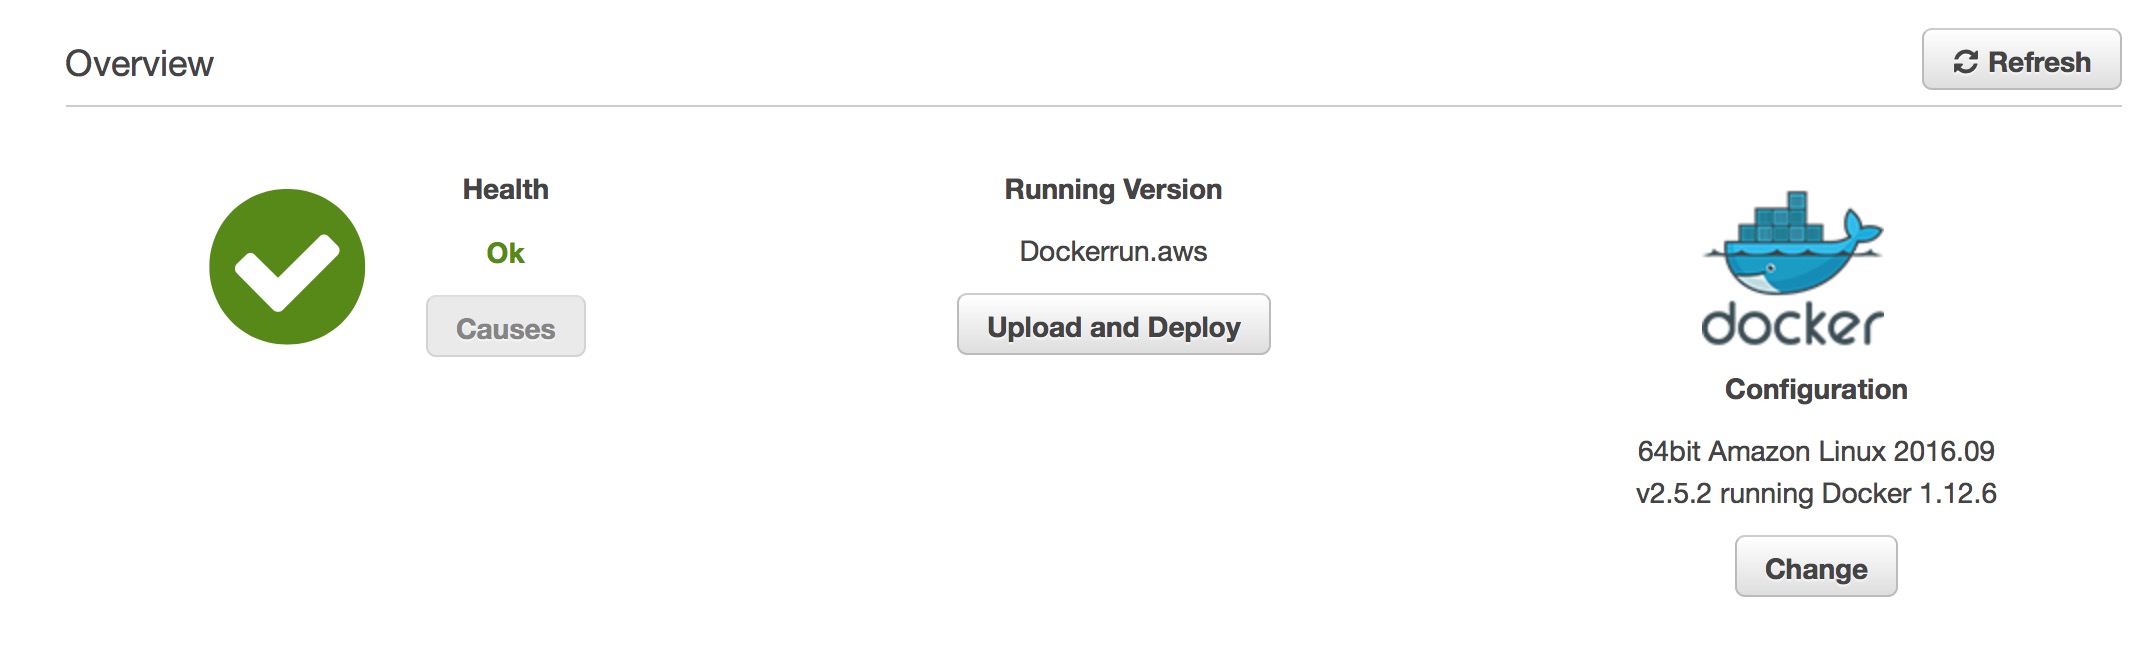 Overview
Refresh
Health
Ok
Causes
Running Version
Dockerrun.aws
Upload and Deploy
docker
Configuration
64bit Amazon Linux 2016.09
v2.5.2 running Docker 1.12.6
Change